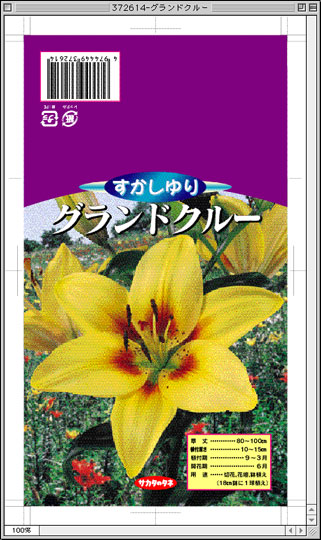 372614-グランドクルー
4 974449 372614
すかしゆり
グランドクルー
草　丈…………80〜100cm
植付深さ…………10〜15cm
植付期…………9〜3月
開花期…………6月
用　途……切花,花壇,鉢植え
(18cm鉢に1球植え)
サカタのタネ
100%